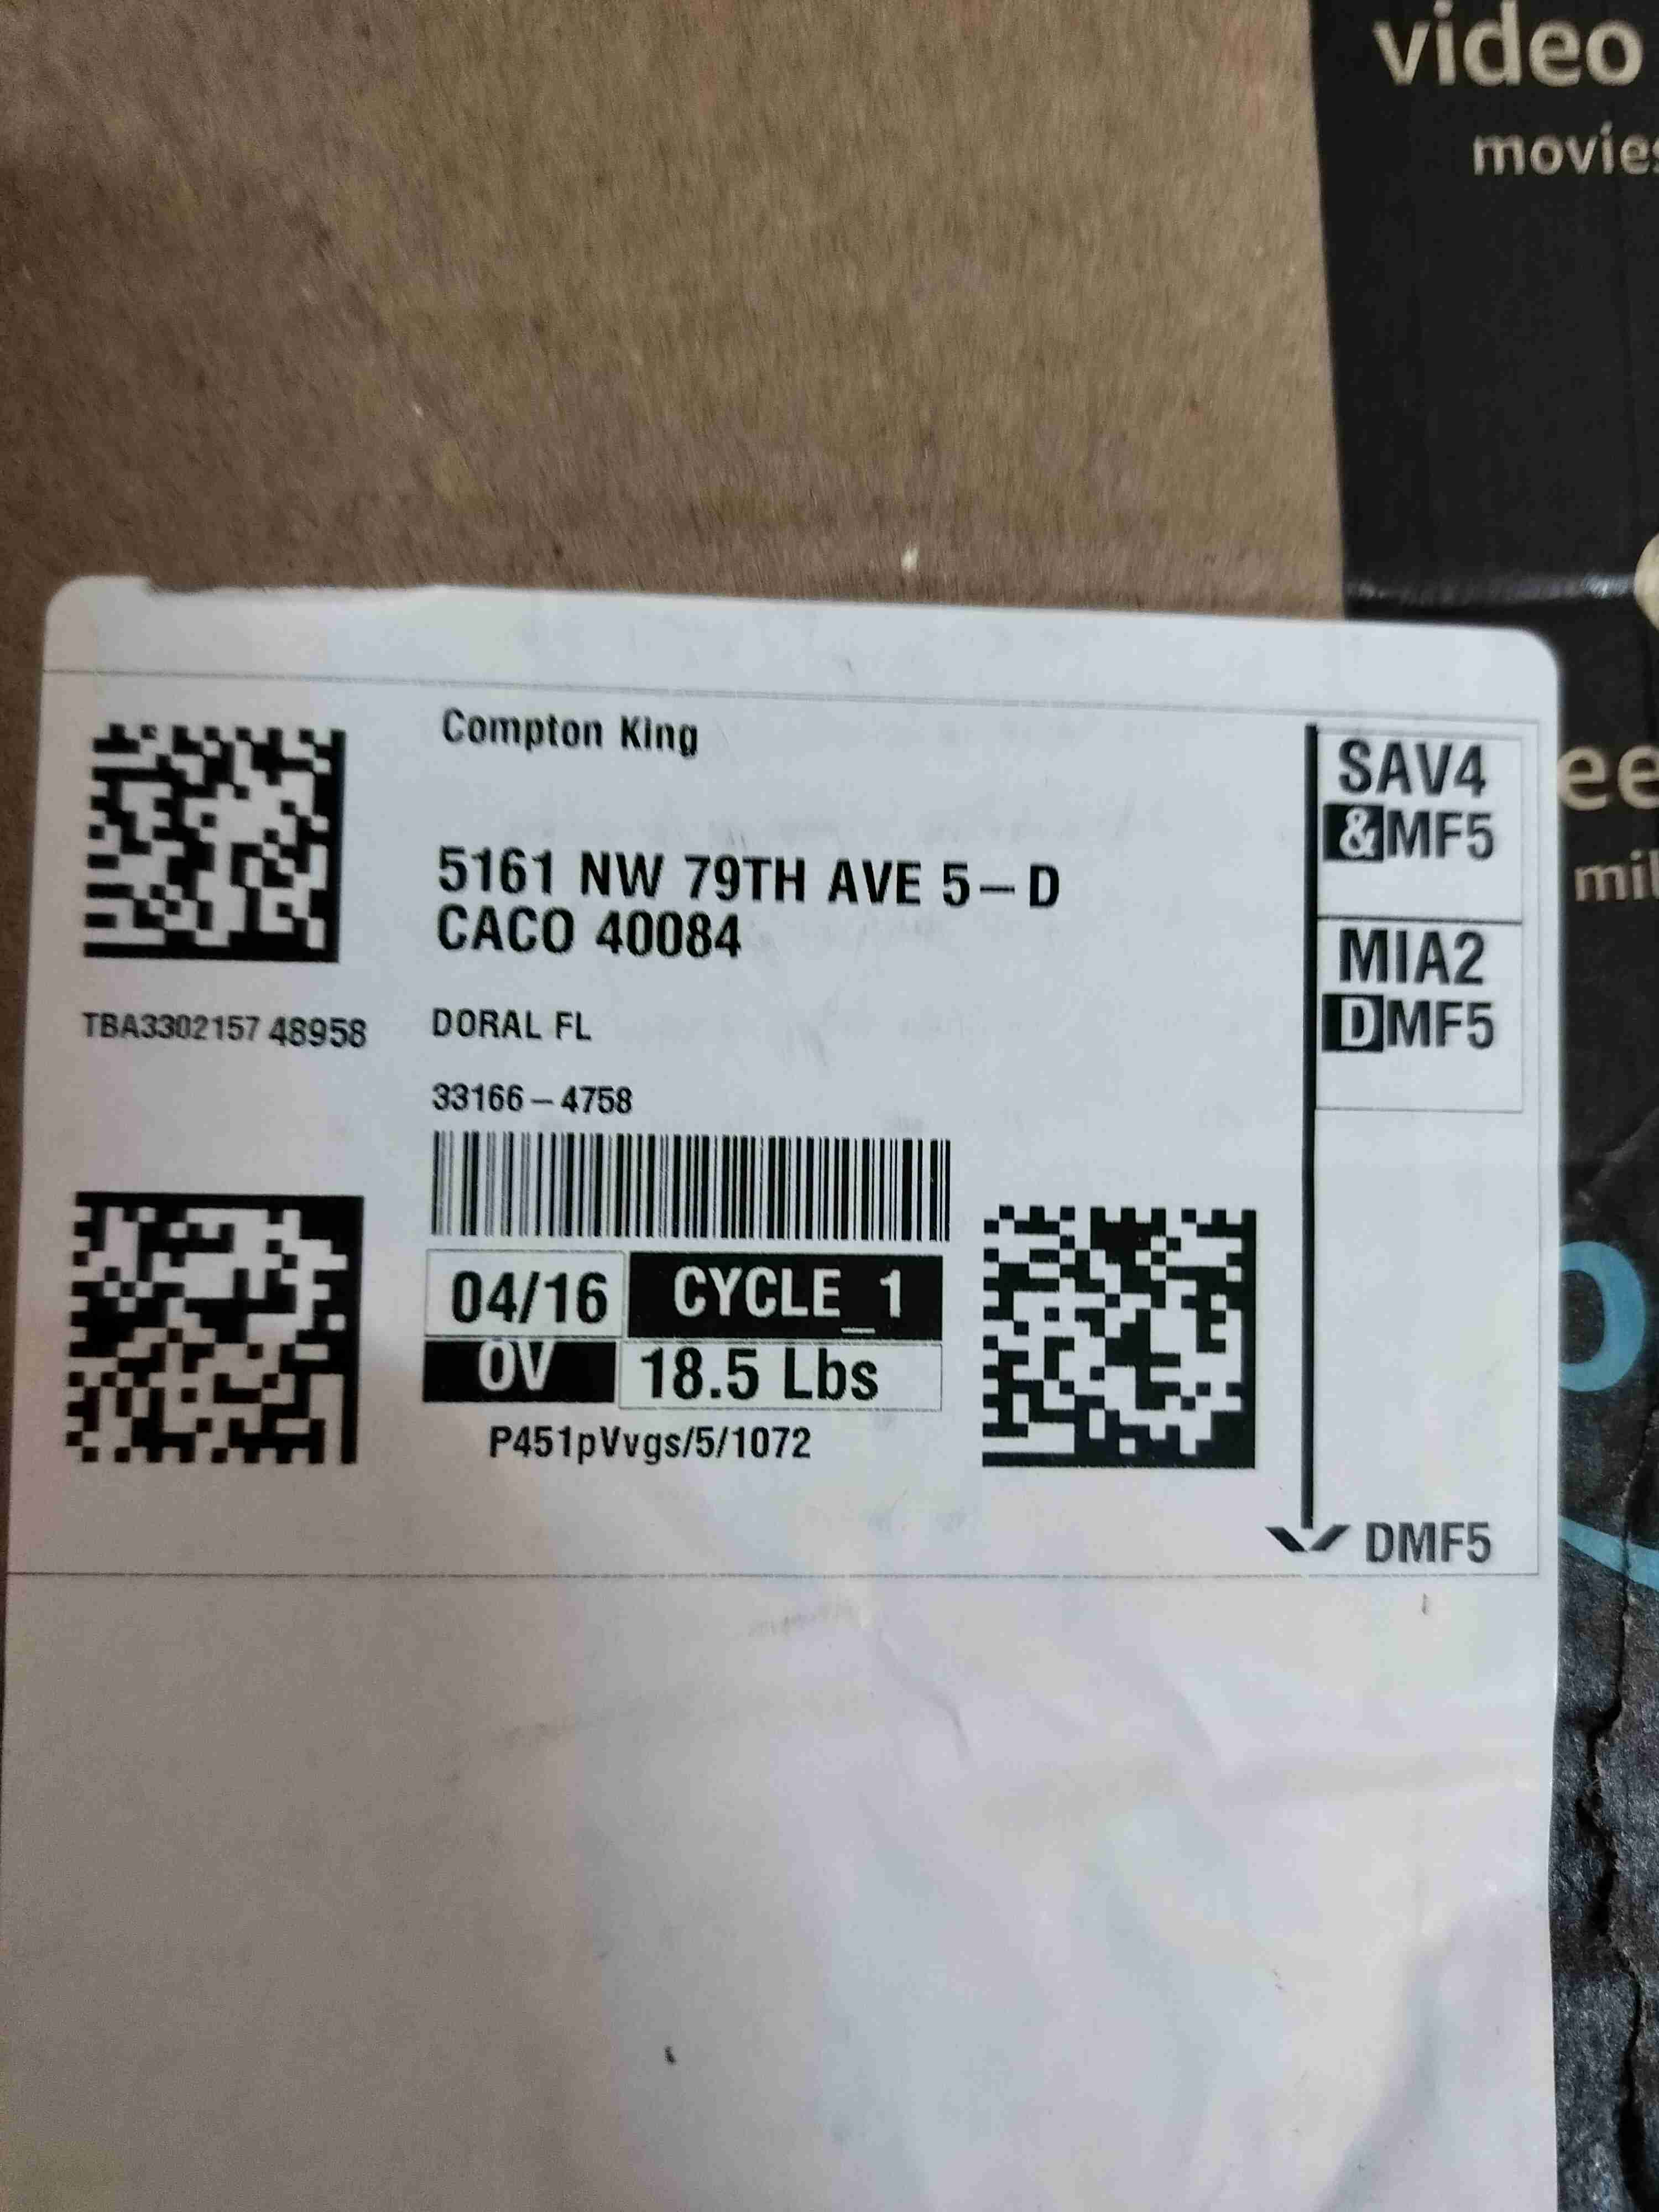 video
movies
Compton King
5161 NW 79TH AVE 5-D
CACO 40084
TBA3302157 48958
DORAL FL
33166-4758
04/16 CYCLE_1
OV 18.5 Lbs
P451pVvgs/5/1072
SAV4
&MF5
MIA2
DMF5
DMF5